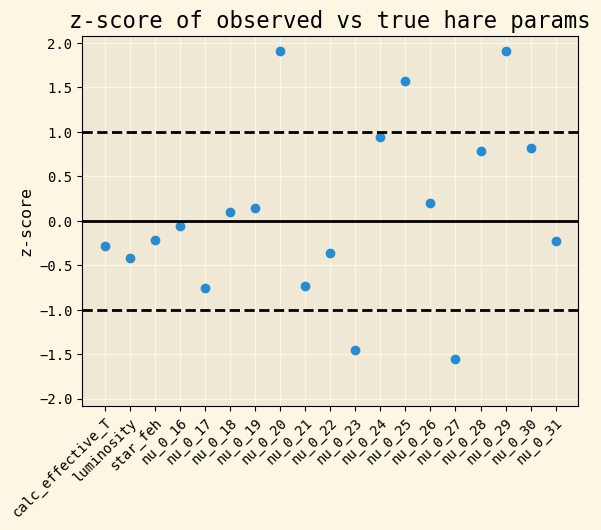 z-score of observed vs true hare params
z-score
2.0
1.5
1.0
0.5
0.0
−0.5
−1.0
−1.5
−2.0
calc_effective_T
luminosity
star_feh
nu_0_16
nu_0_17
nu_0_18
nu_0_19
nu_0_20
nu_0_21
nu_0_22
nu_0_23
nu_0_24
nu_0_25
nu_0_26
nu_0_27
nu_0_28
nu_0_29
nu_0_30
nu_0_31